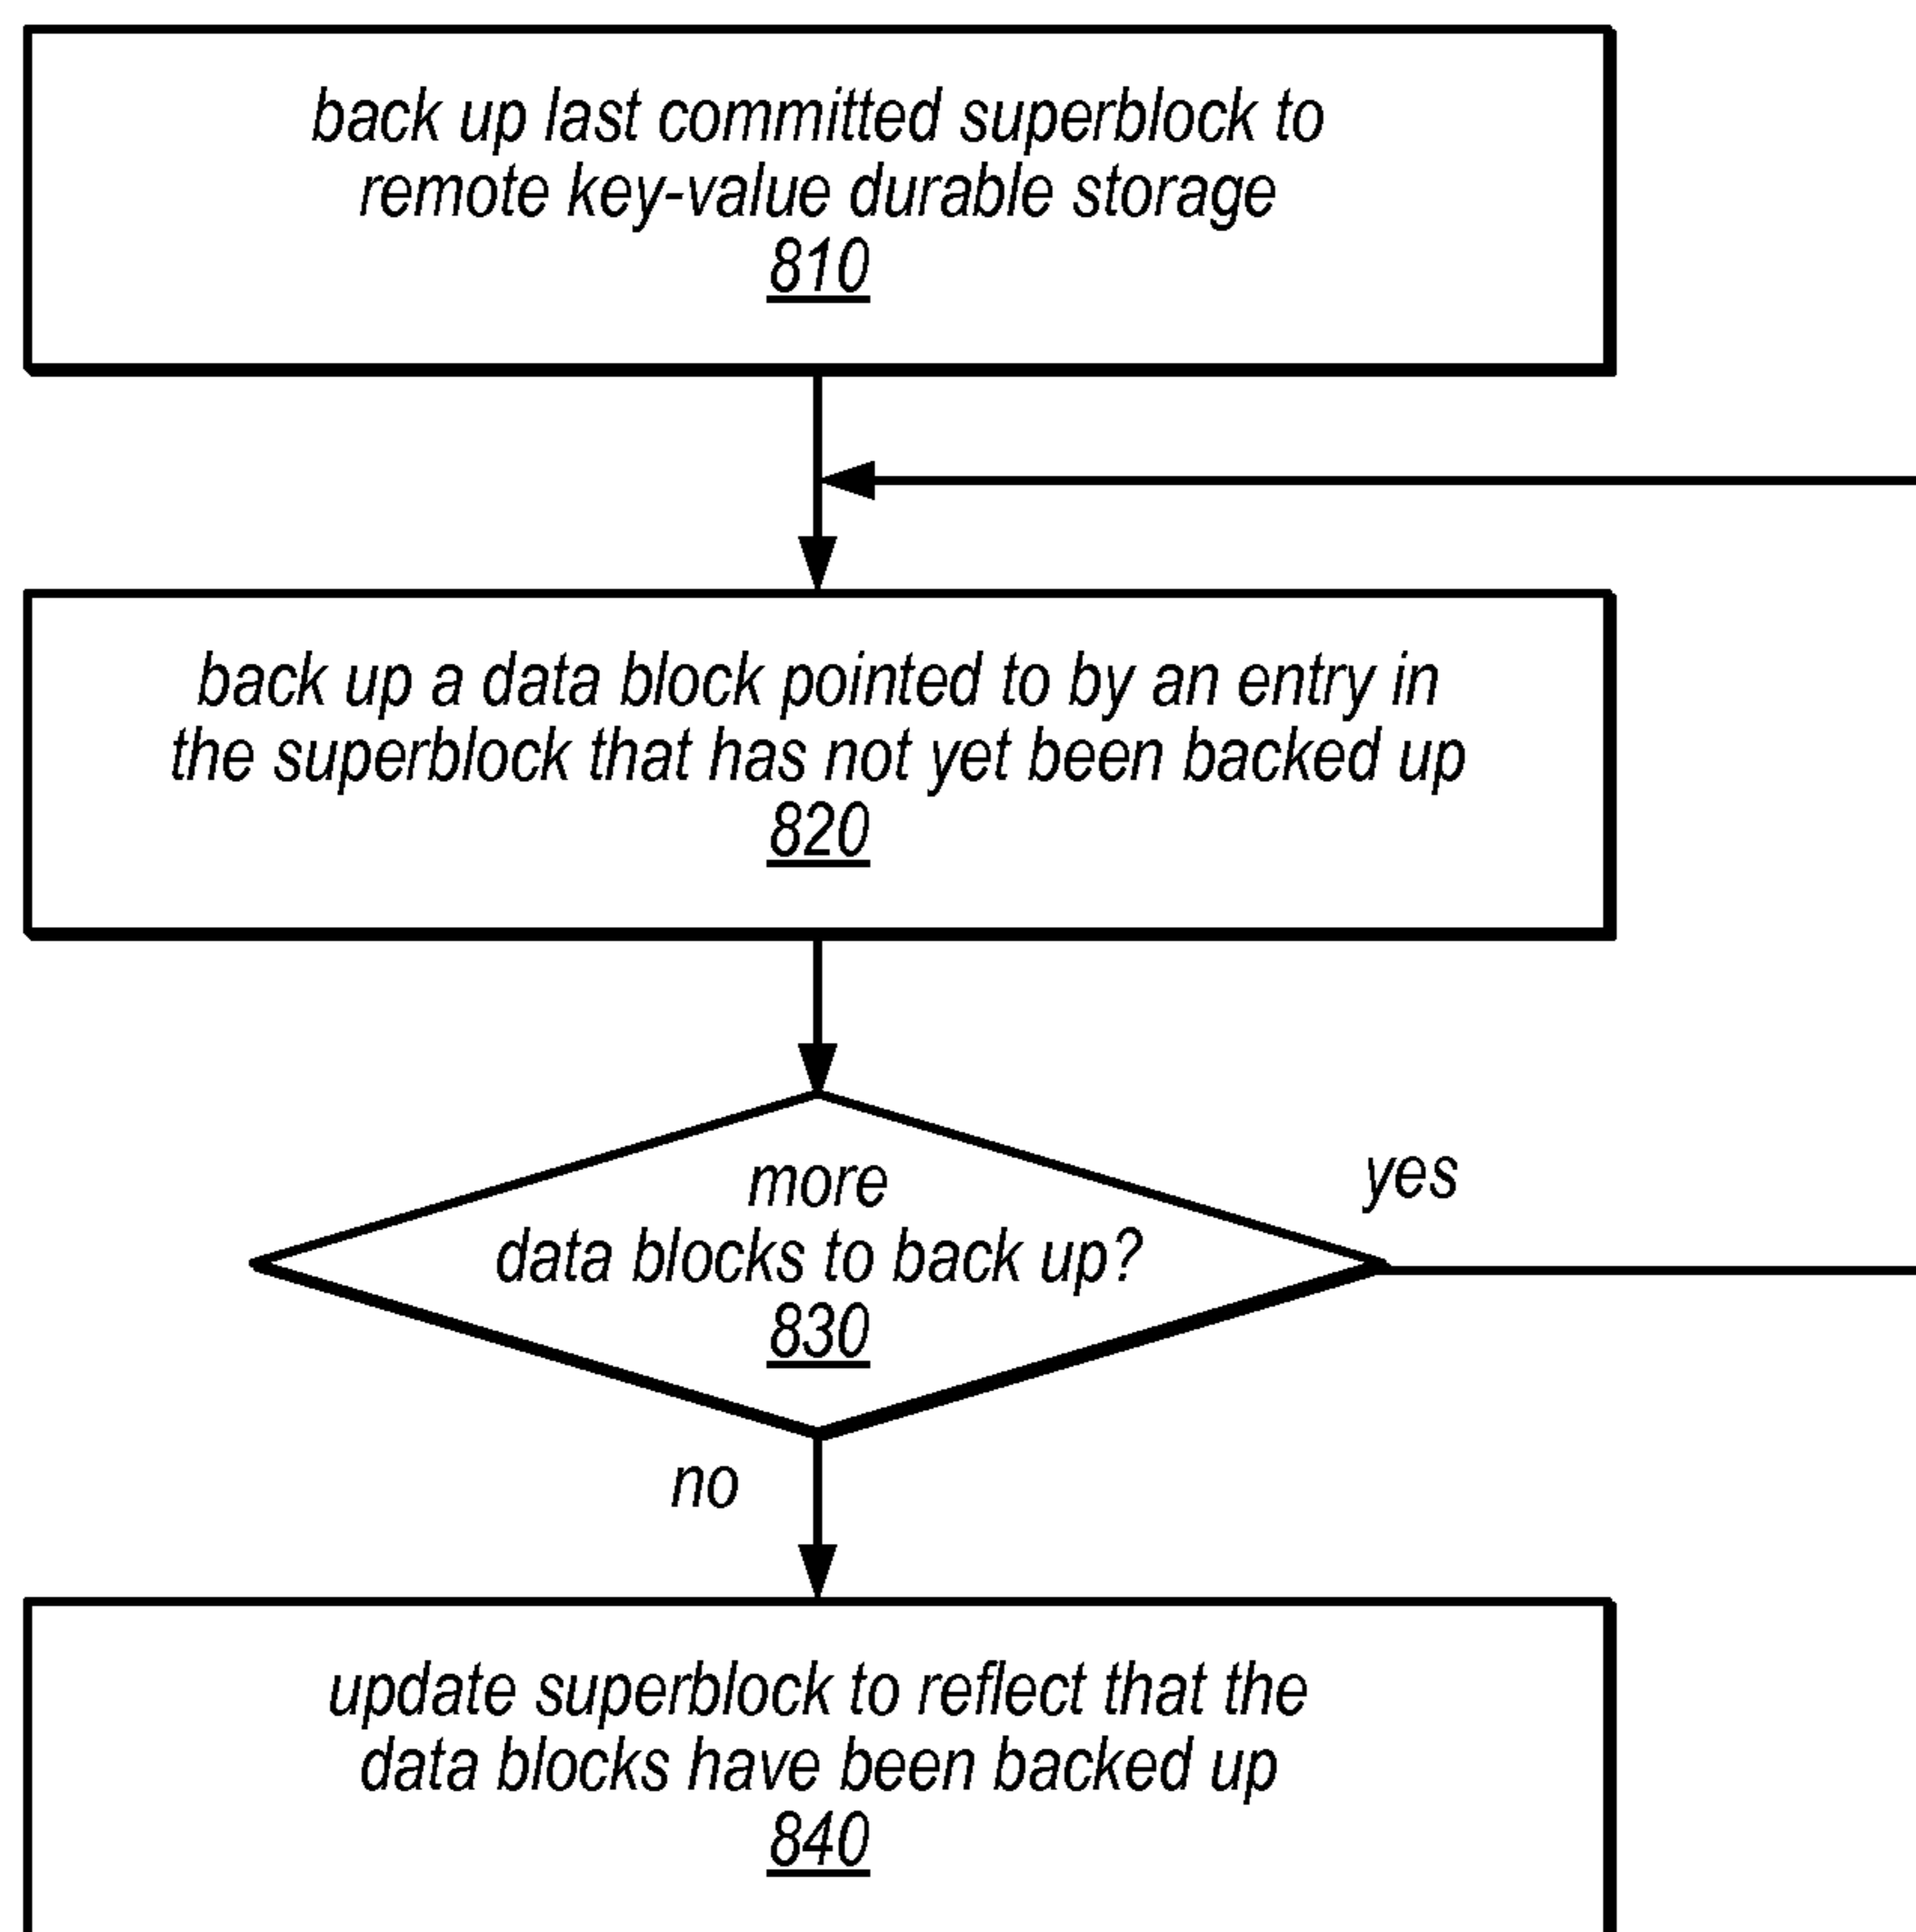 back up last committed superblock to
remote key-value durable storage
810
back up a data block pointed to by an entry in
the superblock that has not yet been backed up
820
more
data blocks to back up?
830
yes
no
update superblock to reflect that the
data blocks have been backed up
840